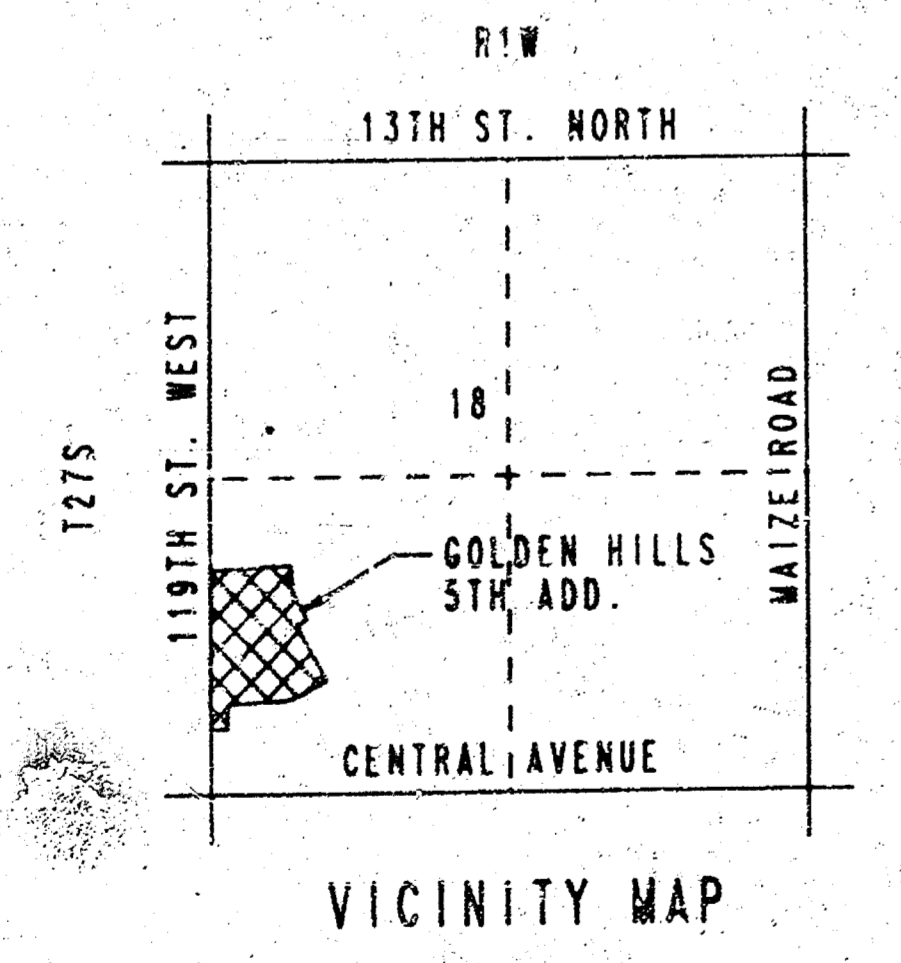 R1W
13TH ST. NORTH
119TH ST. WEST
T27S
18
MAIZE ROAD
GOLDEN HILLS
5TH ADD.
CENTRAL AVENUE
VICINITY MAP